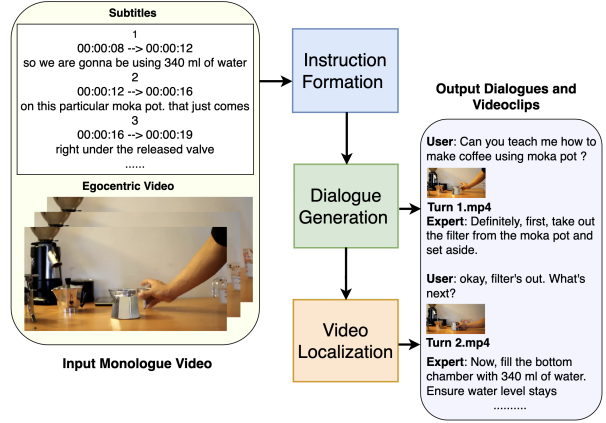 Subtitles
1
00:00:08 --> 00:00:12
so we are gonna be using 340 ml of water
2
00:00:12 --> 00:00:16
on this particular moka pot. that just comes
3
00:00:16 --> 00:00:19
right under the released valve
......
Egocentric Video
Input Monologue Video
Instruction
Formation
Dialogue
Generation
Video
Localization
Output Dialogues and
Videoclips
User: Can you teach me how to
make coffee using moka pot ?
Turn 1.mp4
Expert: Definitely, first, take out
the filter from the moka pot and
set aside.
User: okay, filter's out. What's
next?
Turn 2.mp4
Expert: Now, fill the bottom
chamber with 340 ml of water.
Ensure water level stays
..........